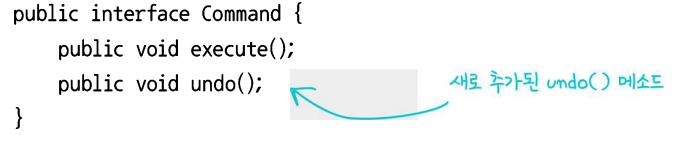 public interface Command {
public void execute();
public void undo();
새로 추가된 undo() 메소드
}